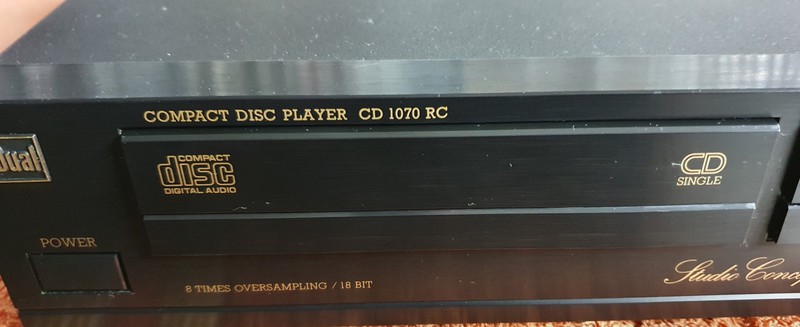 COMPACT DISC PLAYER CD 1070 RC
Dual
COMPACT
disc
DIGITAL AUDIO
CD
SINGLE
POWER
8 TIMES OVERSAMPLING / 18 BIT
Studio